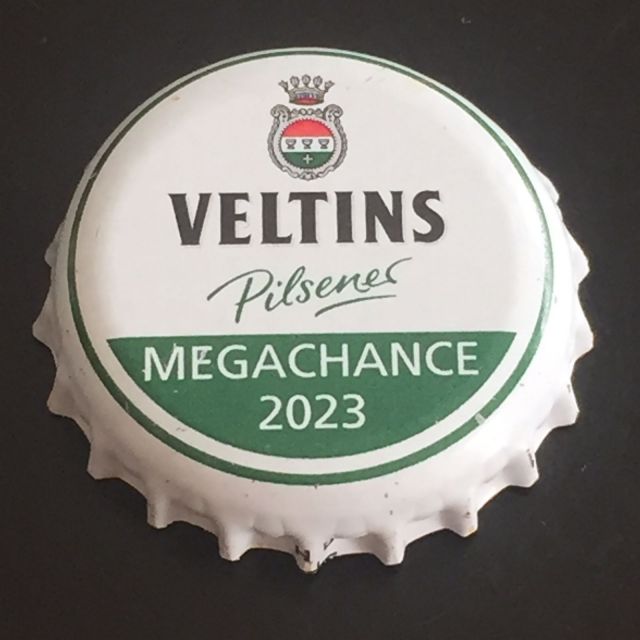 VELTINS
Pilsener
MEGACHANCE
2023